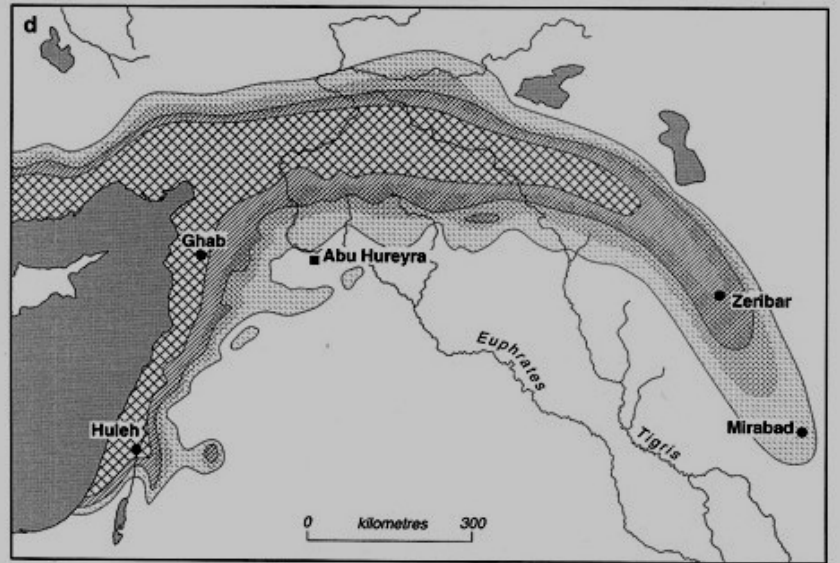 d
Ghab
Abu Hureyra
Zeribar
Euphrates
Huleh
Mirabad
Tigris
0 kilometres 300